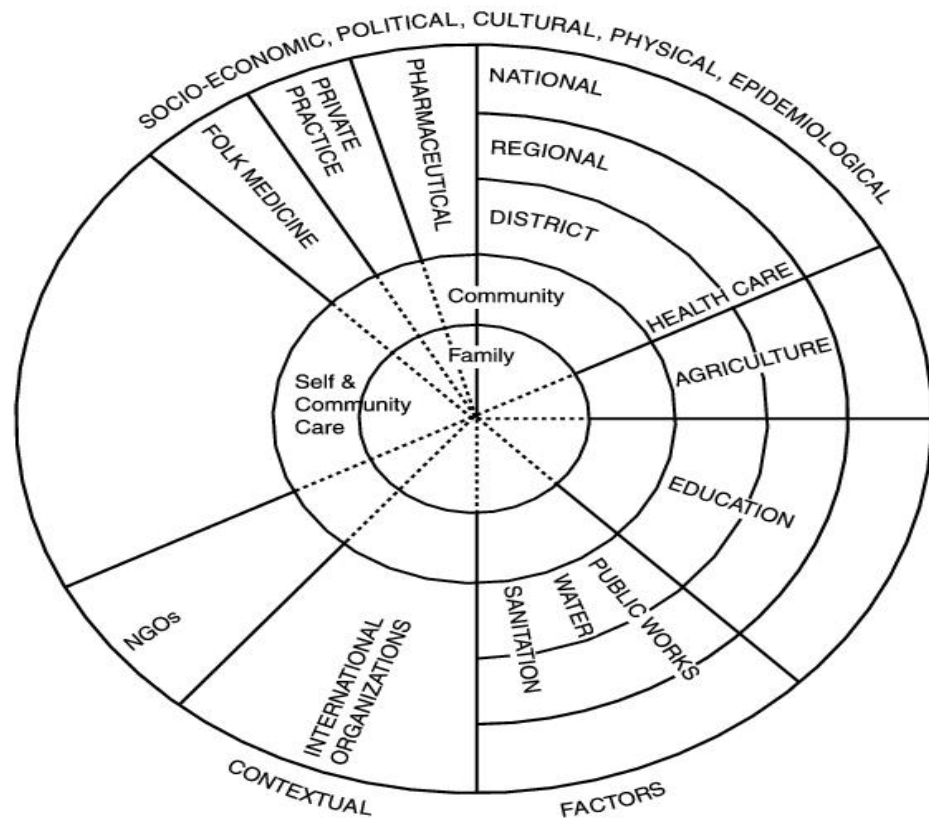 SOCIO-ECONOMIC, POLITICAL, CULTURAL, PHYSICAL, EPIDEMIOLOGICAL
FOLK MEDICINE
PRIVATE
PRACTICE
PHARMACEUTICAL
NATIONAL
REGIONAL
DISTRICT
Community
Family
Self &
Community
Care
HEALTH CARE
AGRICULTURE
EDUCATION
PUBLIC WORKS
WATER
SANITATION
INTERNATIONAL
ORGANIZATIONS
NGOs
CONTEXTUAL
FACTORS